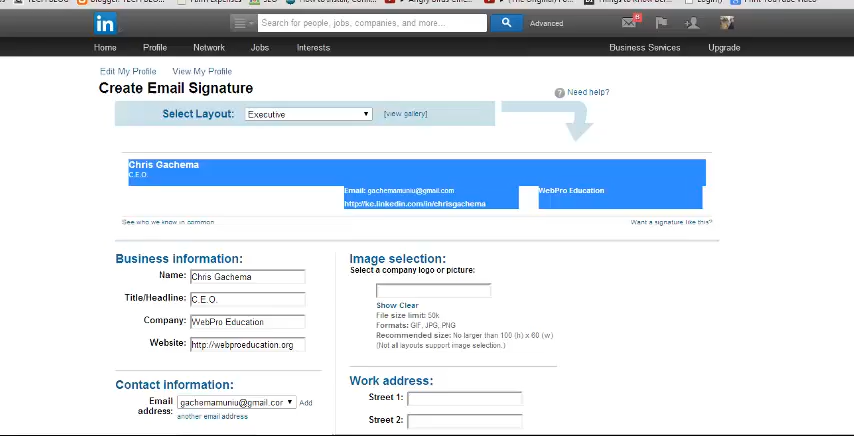 in
Search for people, jobs, companies, and more...
Advanced
8
Home Profile Network Jobs Interests Business Services Upgrade
Edit My Profile View My Profile
Create Email Signature
? Need help?
Select Layout: Executive [view gallery]
Chris Gachema
C.E.O.
Email: gachemamuniu@gmail.com WebPro Education
http://ke.linkedin.com/in/chrisgachema
See who we know in common Want a signature like this?
Business information: Image selection:
Select a company logo or picture:
Name: Chris Gachema
Title/Headline: C.E.O.
Show Clear
File size limit: 50k
Company: WebPro Education
Formats: GIF, JPG, PNG
Recommended size: No larger than 100 (h) x 60 (w)
Website: http://webproeducation.org
(Not all layouts support image selection.)
Contact information: Work address:
Email address: gachemamuniu@gmail.cor Add
another email address
Street 1:
Street 2: